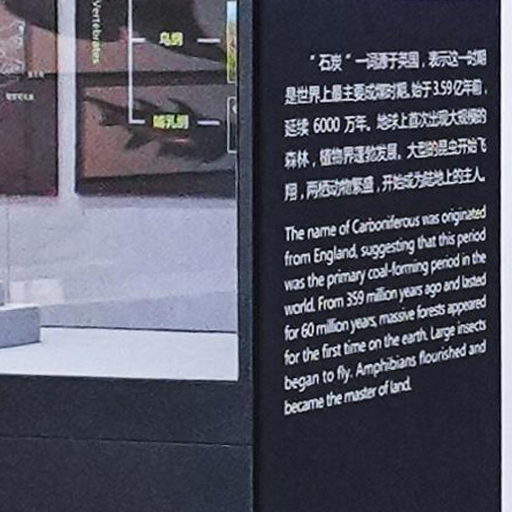 Vertebrates
鸟纲
哺乳纲
“石炭”一词源于英国，表示这一时期
是世界上最主要成煤时期。始于3.59亿年前，
延续 6000 万年。地球上首次出现大规模的
森林，植物界蓬勃发展。大型的昆虫开始飞
翔，两栖动物繁盛，开始成为陆地上的主人。
The name of Carboniferous was originated
from England, suggesting that this period
was the primary coal-forming period in the
world. From 359 million years ago and lasted
for 60 million years, massive forests appeared
for the first time on the earth. Large insects
began to fly. Amphibians flourished and
became the master of land.